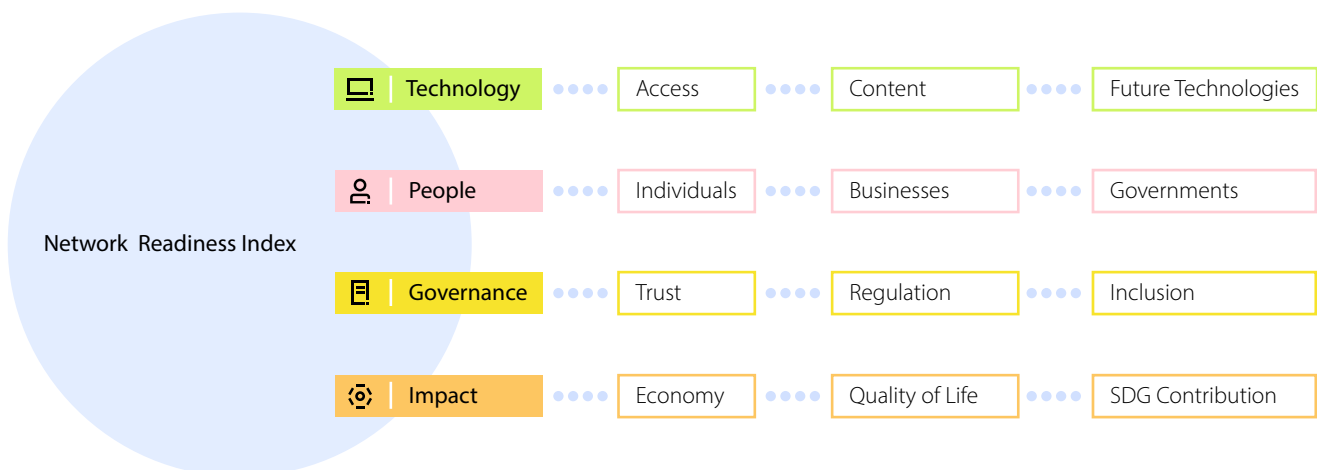 Technology
Access
Content
Future Technologies
People
Individuals
Businesses
Governments
Network Readiness Index
Governance
Trust
Regulation
Inclusion
Impact
Economy
Quality of Life
SDG Contribution